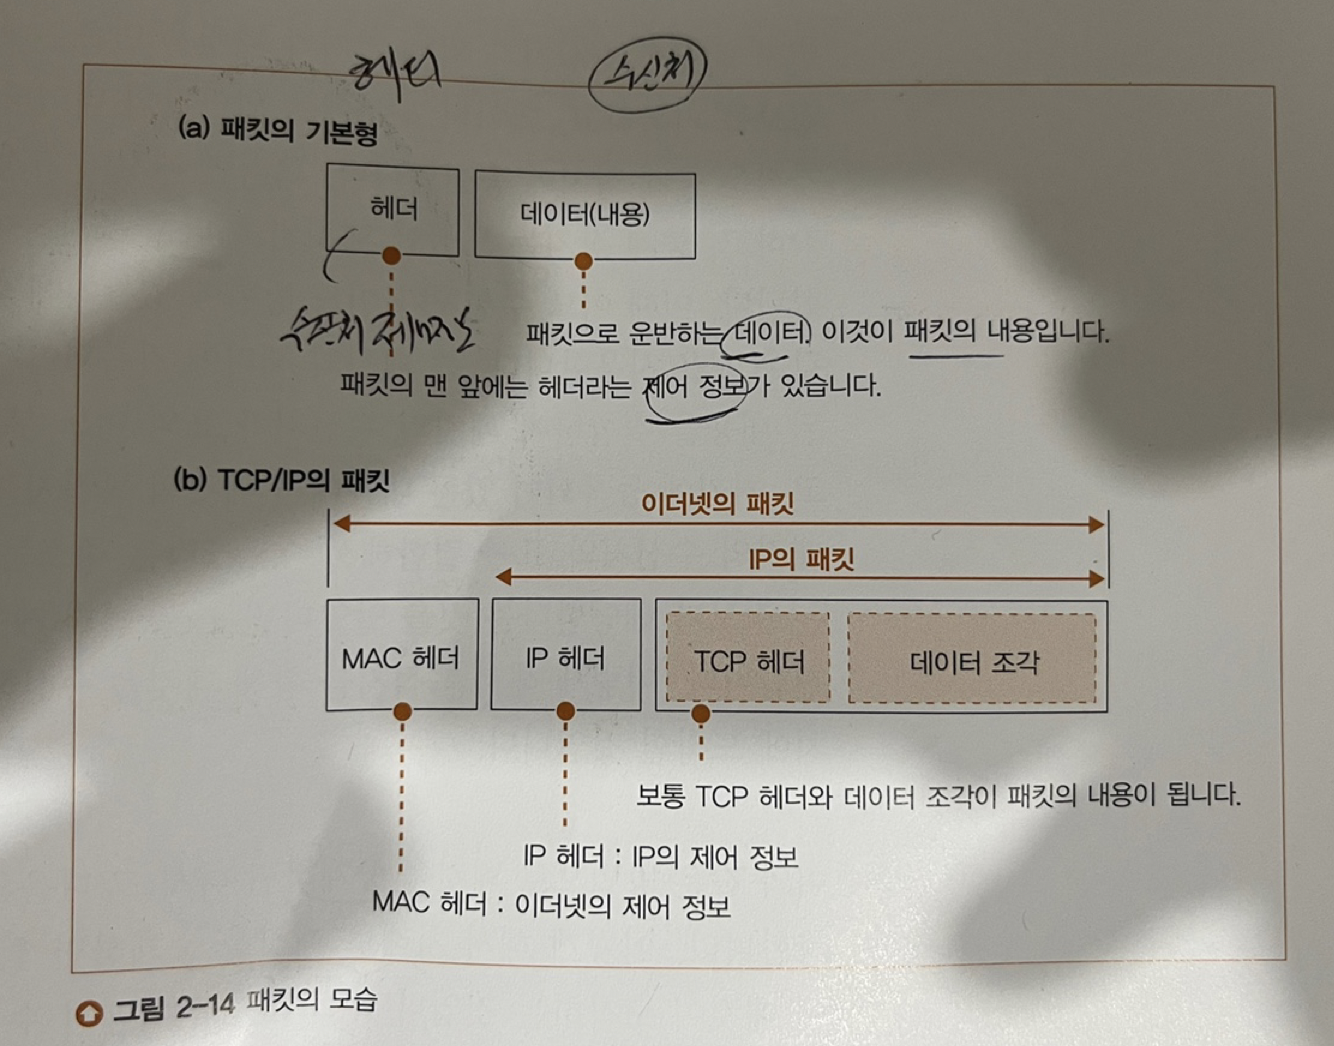 헤더 수신처
(a) 패킷의 기본형
헤더 데이터(내용)
수신처
패킷으로 운반하는 데이터. 이것이 패킷의 내용입니다.
패킷의 맨 앞에는 헤더라는 제어 정보가 있습니다.
(b) TCP/IP의 패킷
이더넷의 패킷
IP의 패킷
MAC 헤더 IP 헤더 TCP 헤더 데이터 조각
보통 TCP 헤더와 데이터 조각이 패킷의 내용이 됩니다.
IP 헤더 : IP의 제어 정보
MAC 헤더 : 이더넷의 제어 정보
그림 2-14 패킷의 모습